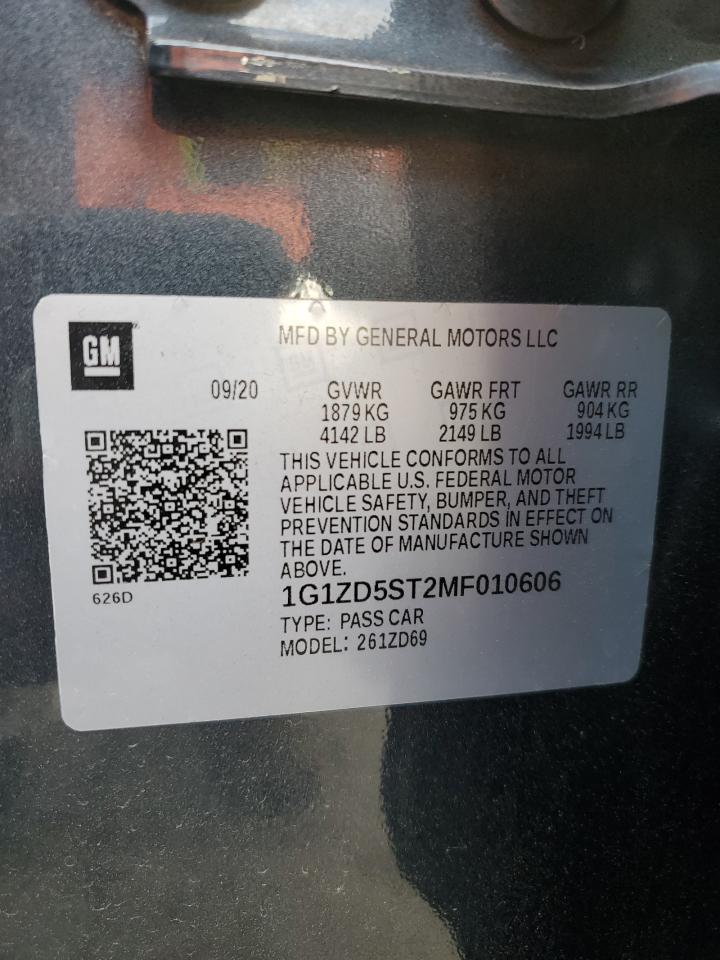 GM
MFD BY GENERAL MOTORS LLC
09/20 GVWR GAWR FRT GAWR RR
1879 KG 975 KG 904 KG
4142 LB 2149 LB 1994 LB
THIS VEHICLE CONFORMS TO ALL
APPLICABLE U.S. FEDERAL MOTOR
VEHICLE SAFETY, BUMPER, AND THEFT
PREVENTION STANDARDS IN EFFECT ON
THE DATE OF MANUFACTURE SHOWN
ABOVE.
626D
1G1ZD5ST2MF010606
TYPE: PASS CAR
MODEL: 261ZD69